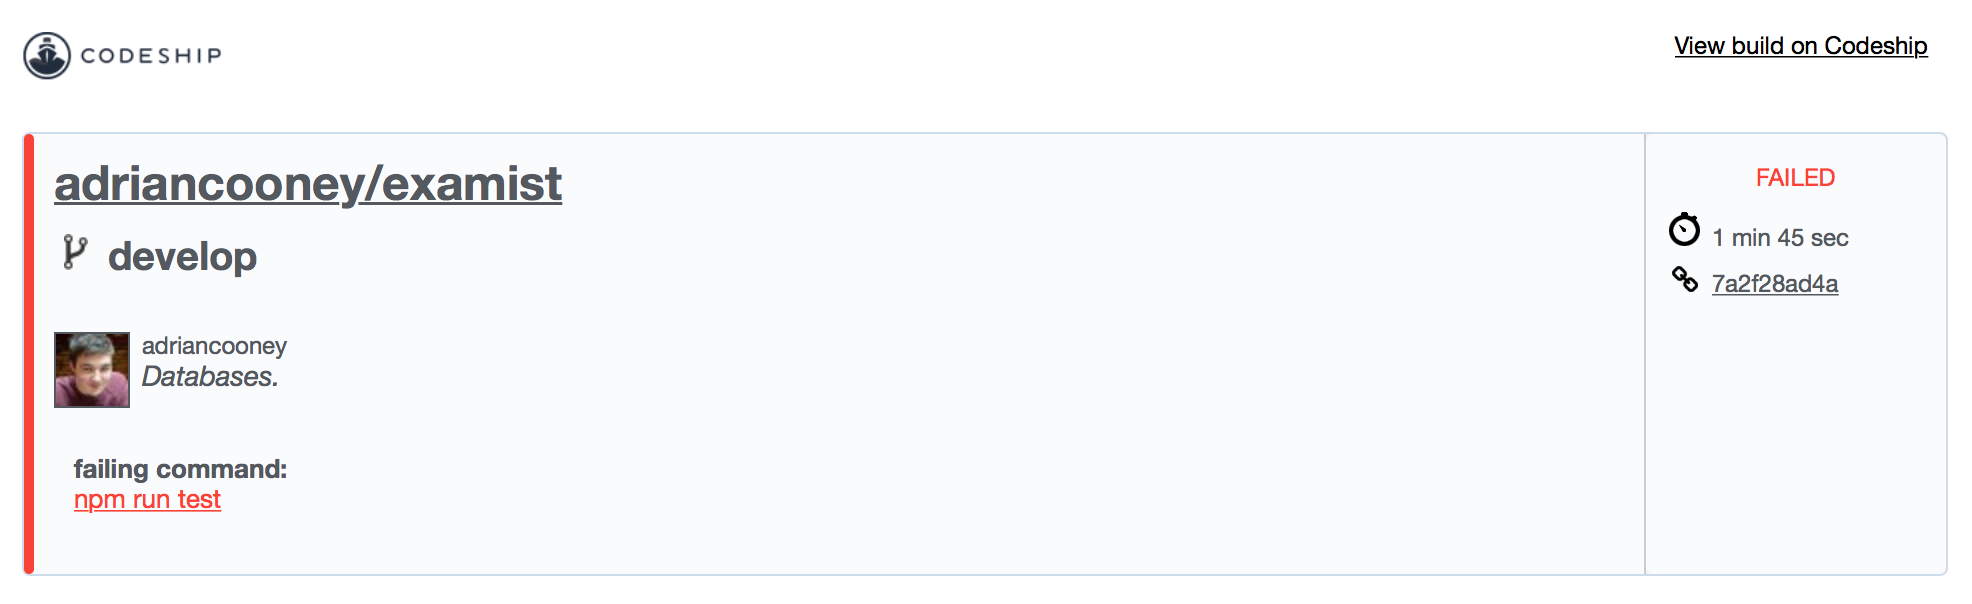 CODESHIP
View build on Codeship
adriancooney/examist
develop
adriancooney
Databases.
failing command:
npm run test
FAILED
1 min 45 sec
7a2f28ad4a